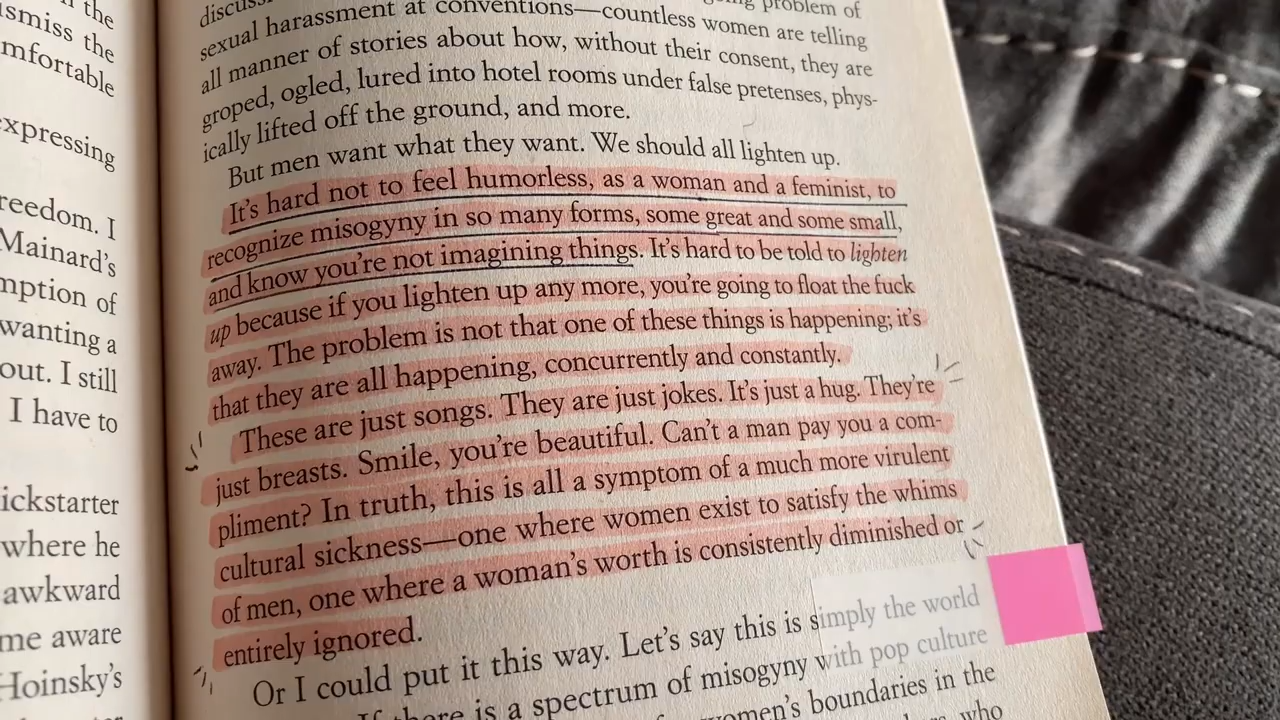 n the
smiss the
mfortable
expressing
reedom. I
Mainard's
mption of
wanting a
out. I still
I have to
ickstarter
where he
awkward
me aware
Hoinsky's
problem of
sexual harassment at conventions—countless women are telling
all manner of stories about how, without their consent, they are
groped, ogled, lured into hotel rooms under false pretenses, phys-
ically lifted off the ground, and more.
But men want what they want. We should all lighten up.
It's hard not to feel humorless, as a woman and a feminist, to
recognize misogyny in so many forms, some great and some small,
and know you're not imagining things. It's hard to be told to lighten
up because if you lighten up any more, you're going to float the fuck
away. The problem is not that one of these things is happening; it's
that they are all happening, concurrently and constantly.
These are just songs. They are just jokes. It's just a hug. They're
just breasts. Smile, you're beautiful. Can't a man pay you a com-
pliment? In truth, this is all a symptom of a much more virulent
cultural sickness—one where women exist to satisfy the whims
of men, one where a woman's worth is consistently diminished or
entirely ignored.
Or I could put it this way. Let's say this is simply the world
If there is a spectrum of misogyny with pop culture
women's boundaries in the
who